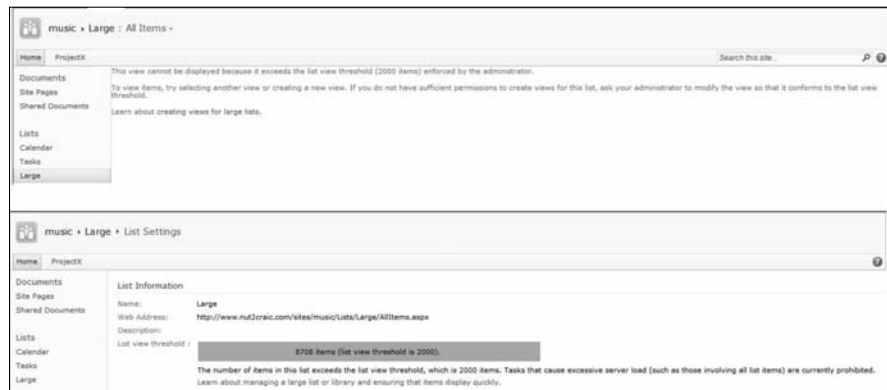 music › Large : All Items
Home ProjectX Search this site...
Documents
Site Pages
Shared Documents
Lists
Calendar
Tasks
Large
This view cannot be displayed because it exceeds the list view threshold (2000 items) enforced by the administrator.
To view items, try selecting another view or creating a new view. If you do not have sufficient permissions to create views for this list, ask your administrator to modify the view so that it conforms to the list view
threshold.
Learn about creating views for large lists.
music › Large › List Settings
Home ProjectX
Documents
Site Pages
Shared Documents
Lists
Calendar
Tasks
Large
List Information
Name: Large
Web Address: http://www.nut2craic.com/sites/music/Lists/Large/AllItems.aspx
Description:
List view threshold : 8708 items (list view threshold is 2000).
The number of items in this list exceeds the list view threshold, which is 2000 items. Tasks that cause excessive server load (such as those involving all list items) are currently prohibited.
Learn about managing a large list or library and ensuring that items display quickly.